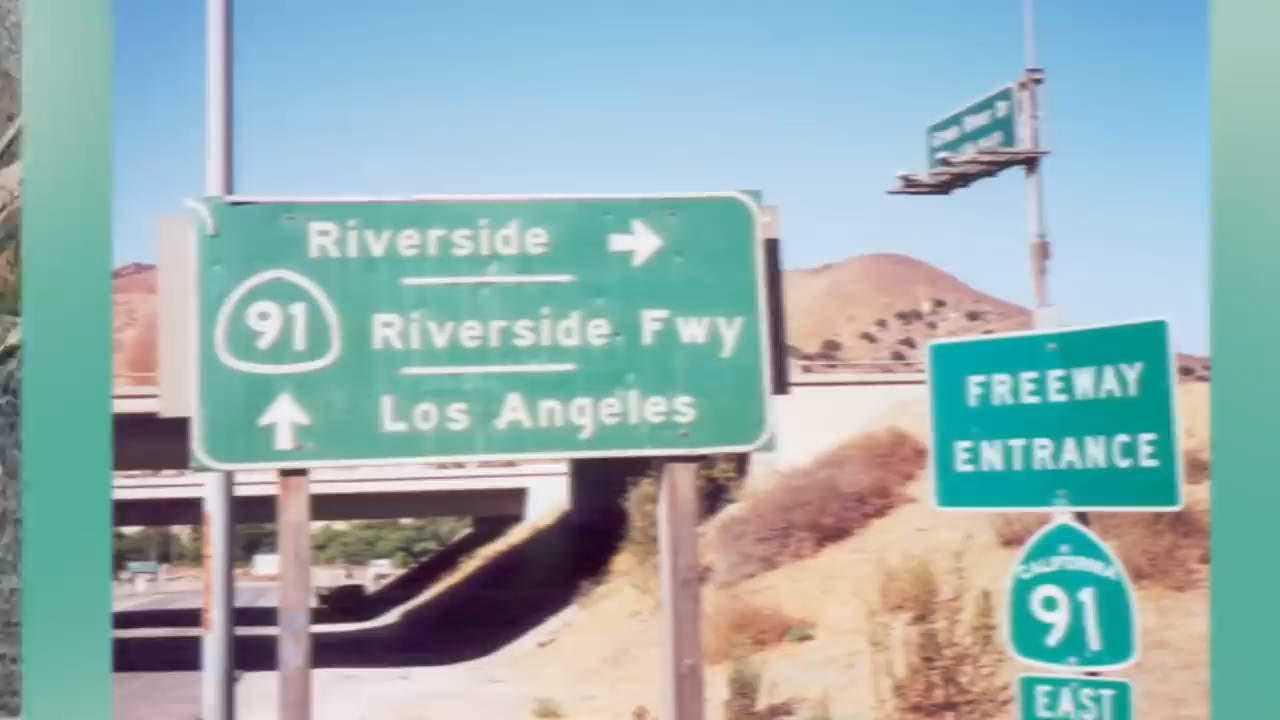 Riverside
91 Riverside Fwy
Los Angeles
FREEWAY
ENTRANCE
CALIFORNIA
91
EAST